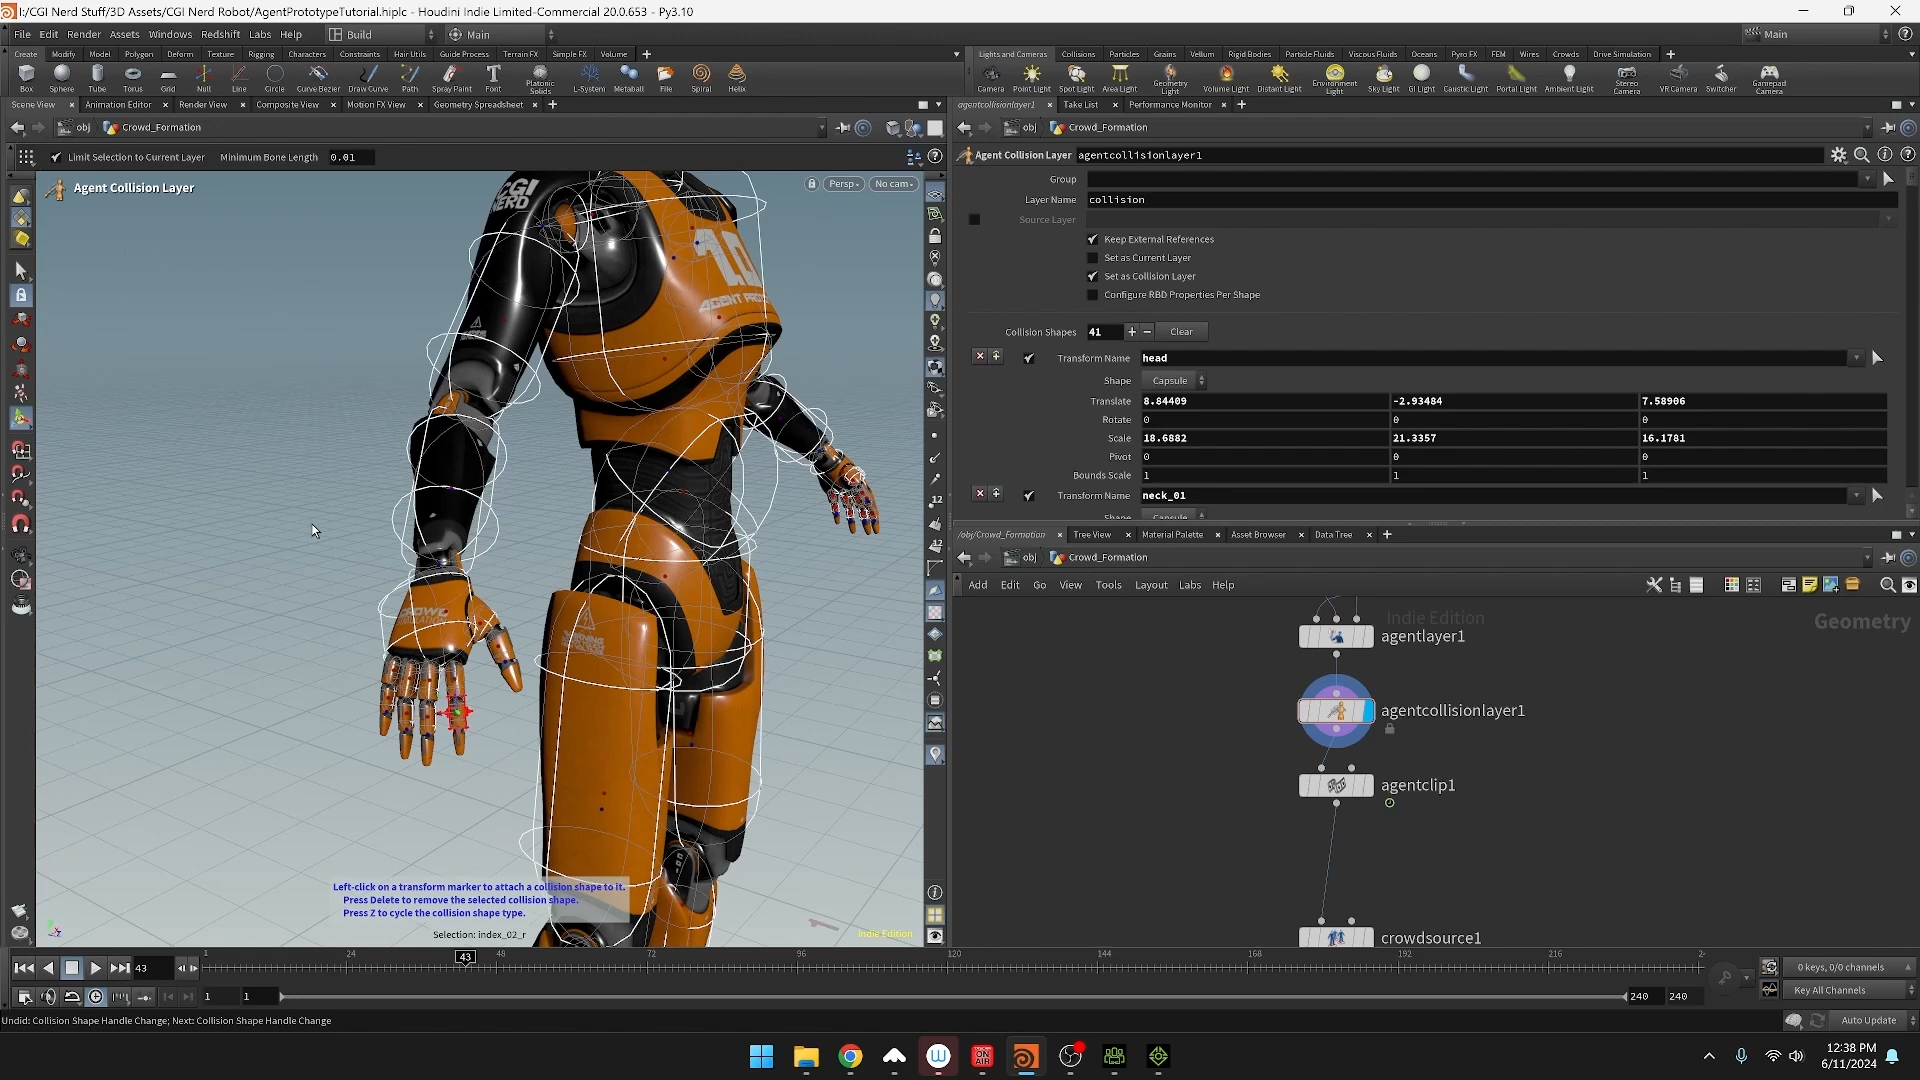 I:/CGI Nerd Stuff/3D Assets/CGI Nerd Robot/AgentPrototypeTutorial.hiplc - Houdini Indie Limited-Commercial 20.0.653 - Py3.10
File Edit Render Assets Windows Redshift Labs Help Build Main Main
Create Modify Model Polygon Deform Texture Rigging Characters Constraints Hair Utils Guide Process Terrain FX Simple FX Volume
Lights and Cameras Collisions Particles Grains Vellum Rigid Bodies Particle Fluids Viscous Fluids Oceans Pyro FX FEM Wires Crowds Drive Simulation
Box Sphere Tube Torus Grid Null Line Circle Curve Bezier Draw Curve Path Spray Paint Font Platonic Solids L-System Metaball File Spiral Helix
Camera Point Light Spot Light Area Light Geometry Light Volume Light Distant Light Environment Light Sky Light GI Light Caustic Light Portal Light Ambient Light Stereo Camera VR Camera Switcher Gamepad Camera
Scene View Animation Editor Render View Composite View Motion FX View Geometry Spreadsheet
agentcollisionlayer1 Take List Performance Monitor
obj Crowd_Formation
obj Crowd_Formation
Limit Selection to Current Layer Minimum Bone Length 0.01
Agent Collision Layer agentcollisionlayer1
Agent Collision Layer
Persp No cam
Group
Layer Name collision
Source Layer
Keep External References
Set as Current Layer
Set as Collision Layer
Configure RBD Properties Per Shape
Collision Shapes 41 + - Clear
Transform Name head
Shape Capsule
Translate 8.84409 -2.93484 7.58906
Rotate 0 0 0
Scale 18.6882 21.3357 16.1781
Pivot 0 0 0
Bounds Scale 1 1 1
Transform Name neck_01
Shape Capsule
CGI NERD
10
12
12
/obj/Crowd_Formation Tree View Material Palette Asset Browser Data Tree
obj Crowd_Formation
Add Edit Go View Tools Layout Labs Help
Indie Edition
Geometry
agentlayer1
agentcollisionlayer1
agentclip1
crowdsource1
Left-click on a transform marker to attach a collision shape to it.
Press Delete to remove the selected collision shape.
Press Z to cycle the collision shape type.
Selection: index_02_r
Indie Edition
43 1 24 43 48 72 96 120 144 168 192 216 2
0 keys, 0/0 channels
1 1 240 240 Key All Channels
Undid: Collision Shape Handle Change; Next: Collision Shape Handle Change
Auto Update
ON AIR
12:38 PM
6/11/2024